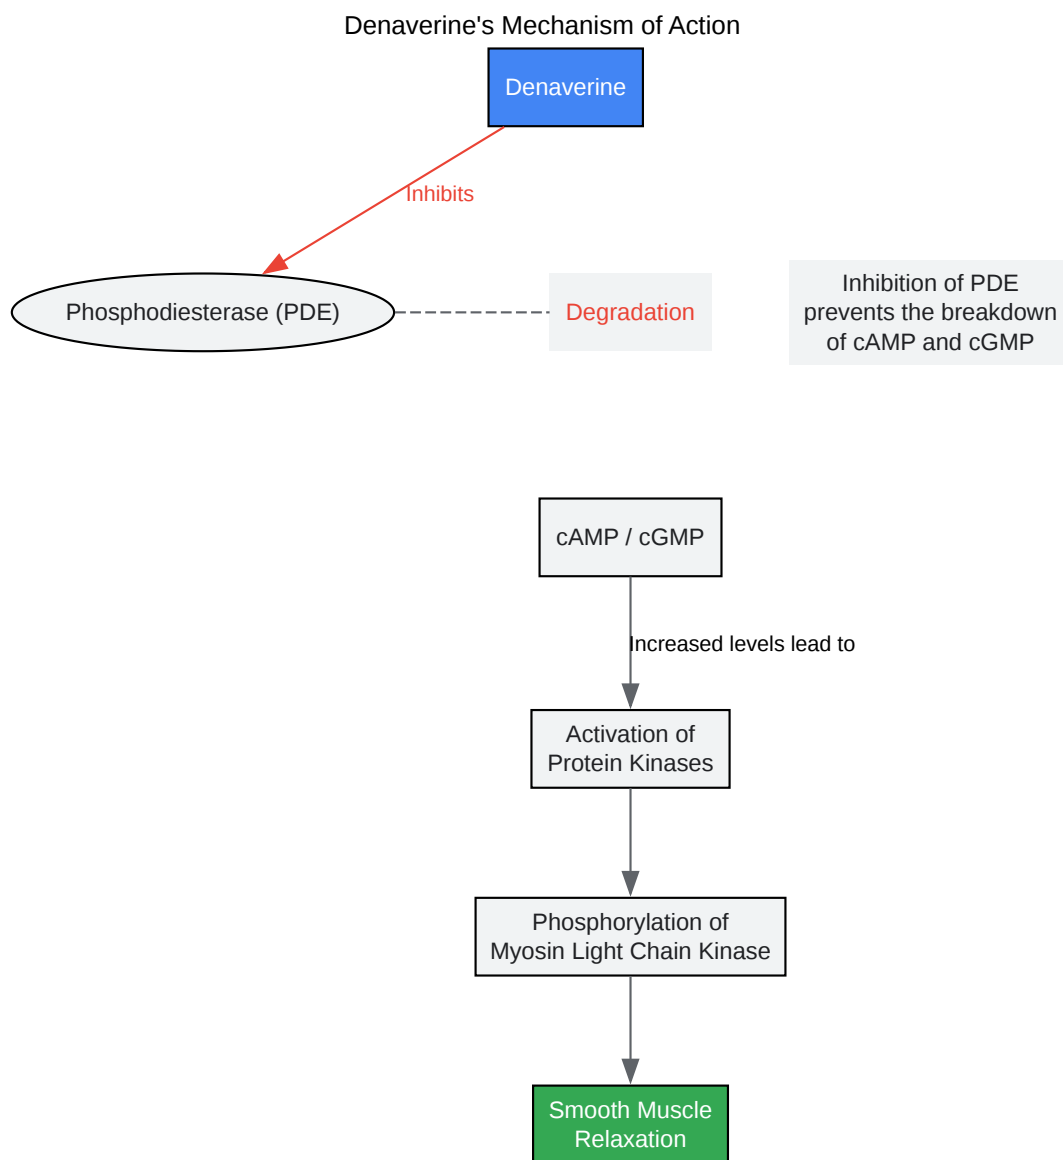 Denaverine's Mechanism of Action
Denaverine
Inhibits
Phosphodiesterase (PDE)
Degradation
Inhibition of PDE
prevents the breakdown
of cAMP and cGMP
cAMP / cGMP
Increased levels lead to
Activation of
Protein Kinases
Phosphorylation of
Myosin Light Chain Kinase
Smooth Muscle
Relaxation